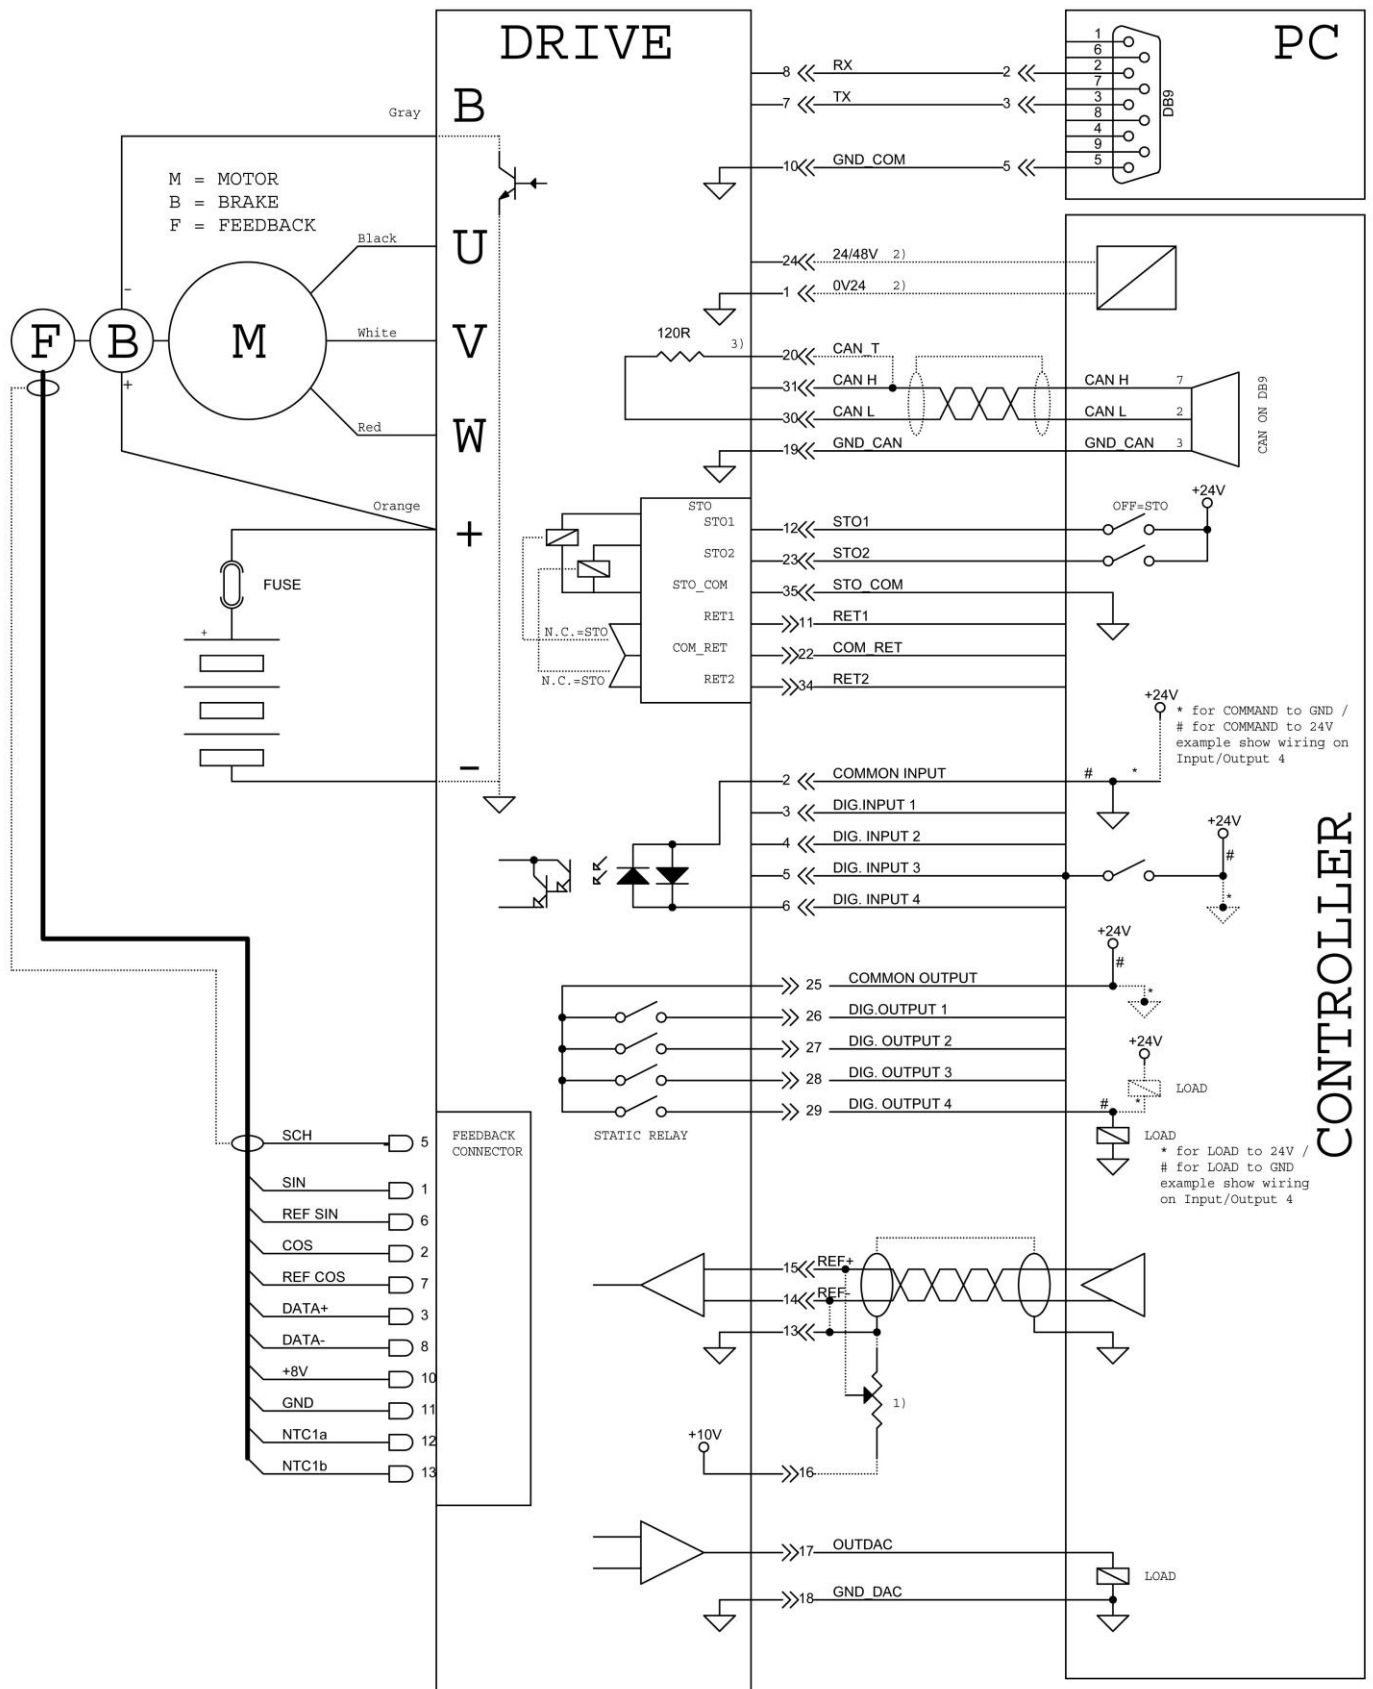 DRIVE
PC
B
Gray
M = MOTOR
B = BRAKE
F = FEEDBACK
Black
U
White
V
Red
W
Orange
+
-
F
B
M
-
+
FUSE
+
8 RX 2
7 TX 3
10 GND_COM 5
1
6
2
7
3
8
4
9
5
DB9
24 24/48V 2)
1 0V24 2)
120R
3)
20 CAN_T
31 CAN H CAN H 7
30 CAN L CAN L 2
19 GND_CAN GND_CAN 3
CAN ON DB9
STO
STO1
STO2
STO_COM
RET1
COM_RET
RET2
N.C.=STO
N.C.=STO
12 STO1
23 STO2
35 STO_COM
11 RET1
22 COM_RET
34 RET2
OFF=STO
+24V
+24V
* for COMMAND to GND /
# for COMMAND to 24V
example show wiring on
Input/Output 4
2 COMMON INPUT # *
3 DIG.INPUT 1
4 DIG. INPUT 2
5 DIG. INPUT 3
6 DIG. INPUT 4
+24V
#
*
CONTROLLER
25 COMMON OUTPUT
26 DIG.OUTPUT 1
27 DIG. OUTPUT 2
28 DIG. OUTPUT 3
29 DIG. OUTPUT 4
STATIC RELAY
+24V
#
*
+24V
LOAD
# *
LOAD
* for LOAD to 24V /
# for LOAD to GND
example show wiring
on Input/Output 4
FEEDBACK
CONNECTOR
SCH 5
SIN 1
REF SIN 6
COS 2
REF COS 7
DATA+ 3
DATA- 8
+8V 10
GND 11
NTC1a 12
NTC1b 13
15 REF+
14 REF-
13
1)
+10V
16
17 OUTDAC
18 GND_DAC
LOAD